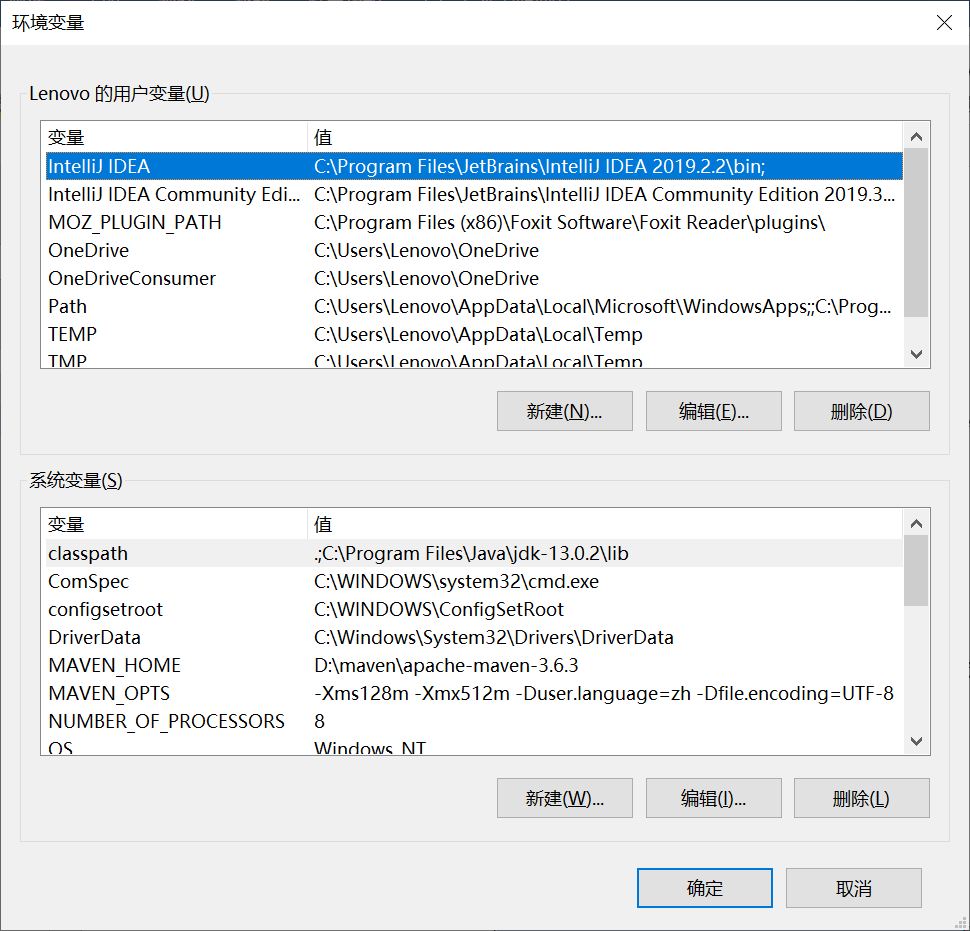 环境变量
Lenovo 的用户变量(U)
变量 值
IntelliJ IDEA C:\Program Files\JetBrains\IntelliJ IDEA 2019.2.2\bin;
IntelliJ IDEA Community Edi... C:\Program Files\JetBrains\IntelliJ IDEA Community Edition 2019.3...
MOZ_PLUGIN_PATH C:\Program Files (x86)\Foxit Software\Foxit Reader\plugins\
OneDrive C:\Users\Lenovo\OneDrive
OneDriveConsumer C:\Users\Lenovo\OneDrive
Path C:\Users\Lenovo\AppData\Local\Microsoft\WindowsApps;;C:\Prog...
TEMP C:\Users\Lenovo\AppData\Local\Temp
TMP C:\Users\Lenovo\AppData\Local\Temp
新建(N)... 编辑(E)... 删除(D)
系统变量(S)
变量 值
classpath .;C:\Program Files\Java\jdk-13.0.2\lib
ComSpec C:\WINDOWS\system32\cmd.exe
configsetroot C:\WINDOWS\ConfigSetRoot
DriverData C:\Windows\System32\Drivers\DriverData
MAVEN_HOME D:\maven\apache-maven-3.6.3
MAVEN_OPTS -Xms128m -Xmx512m -Duser.language=zh -Dfile.encoding=UTF-8
NUMBER_OF_PROCESSORS 8
OS Windows_NT
新建(W)... 编辑(I)... 删除(L)
确定 取消